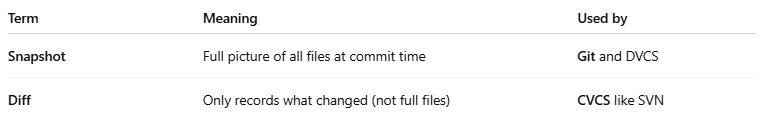 Term Meaning Used by
Snapshot Full picture of all files at commit time Git and DVCS
Diff Only records what changed (not full files) CVCS like SVN